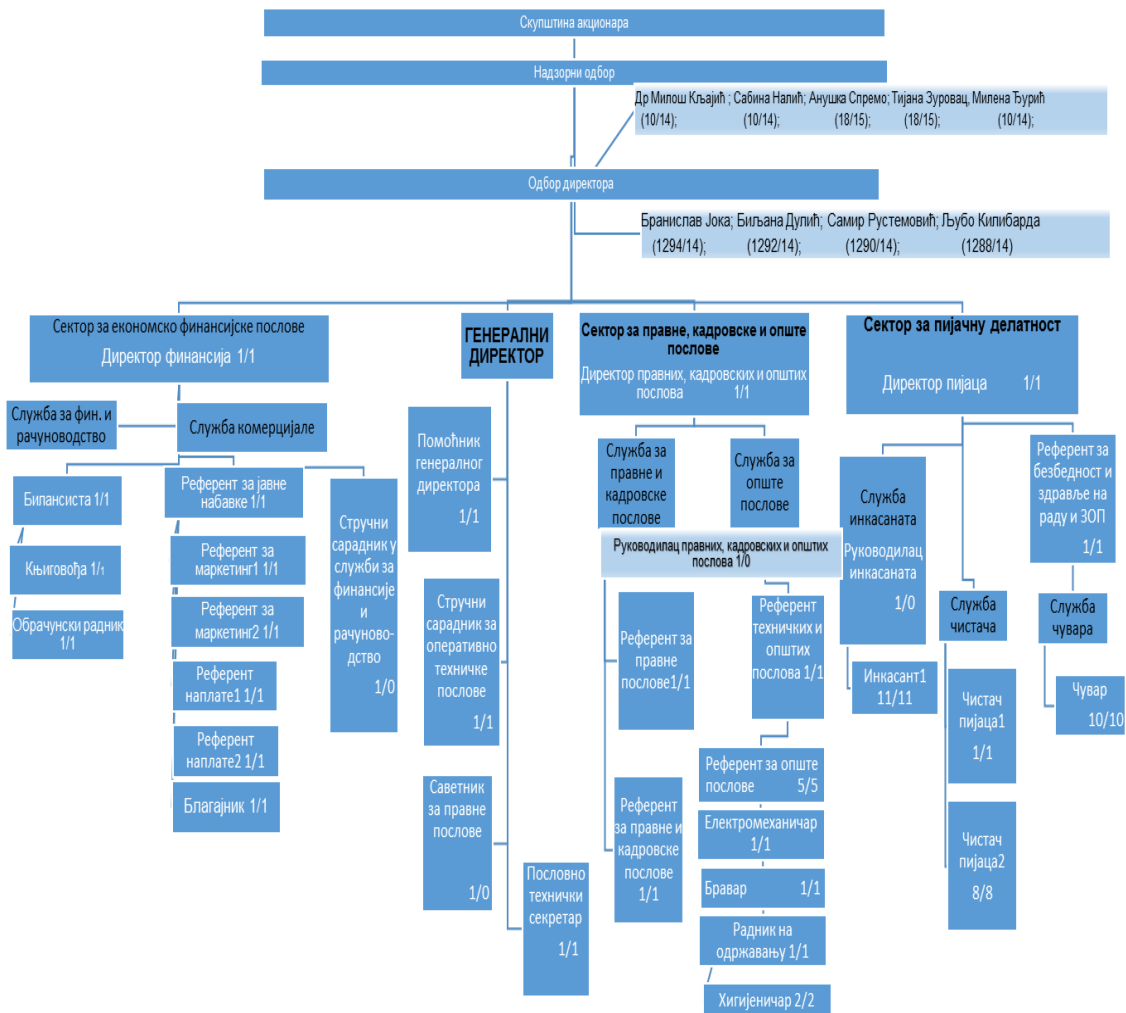 Скупштина акционара
Надзорни одбор
Др Милош Кљајић ; Сабина Налић; Анушка Спремо; Тијана Зуровац, Милена Ђурић
(10/14); (10/14); (18/15); (18/15); (10/14);
Одбор директора
Бранислав Јока; Биљана Дулић; Самир Рустемовић; Љубо Килибарда
(1294/14); (1292/14); (1290/14); (1288/14)
Сектор за економско финансијске послове
Директор финансија 1/1
Служба за фин. и
рачуноводство
Служба комерцијале
Билансиста 1/1
Књиговођа 1/1
Обрачунски радник
1/1
Референт за јавне
набавке 1/1
Референт за
маркетинг1 1/1
Референт за
маркетинг2 1/1
Референт
наплате1 1/1
Референт
наплате2 1/1
Благајник 1/1
Стручни
сарадник у
служби за
финансије
и
рачуново-
дство
1/0
ГЕНЕРАЛНИ
ДИРЕКТОР
Помоћник
генералног
директора
1/1
Стручни
сарадник за
оперативно
техничке
послове
1/1
Саветник
за правне
послове
1/0
Пословно
технички
секретар
1/1
Сектор за правне, кадровске и опште
послове
Директор правних, кадровских и општих
послова 1/1
Служба за
правне и
кадровске
послове
Служба за
опште
послове
Руководилац правних, кадровских и општих
послова 1/0
Референт за
правне
послове1/1
Референт
за правне и
кадровске
послове
1/1
Референт
техничких и
општих
послова 1/1
Референт за опште
послове 5/5
Електромеханичар
1/1
Бравар 1/1
Радник на
одржавању 1/1
Хигијеничар 2/2
Сектор за пијачну делатност
Директор пијаца 1/1
Служба
инкасаната
Руководилац
инкасаната
1/0
Инкасант1
11/11
Служба
чистача
Чистач
пијаца1
1/1
Чистач
пијаца2
8/8
Референт за
безбедност и
здравље на
раду и ЗОП
1/1
Служба
чувара
Чувар
10/10